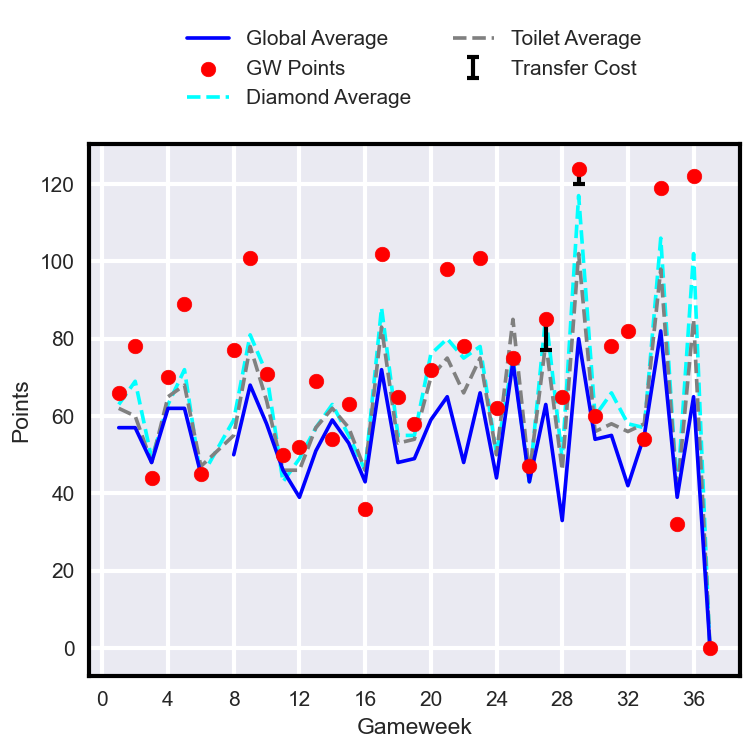 Global Average
GW Points
Diamond Average
Toilet Average
Transfer Cost
Points
120
100
80
60
40
20
0
0 4 8 12 16 20 24 28 32 36
Gameweek